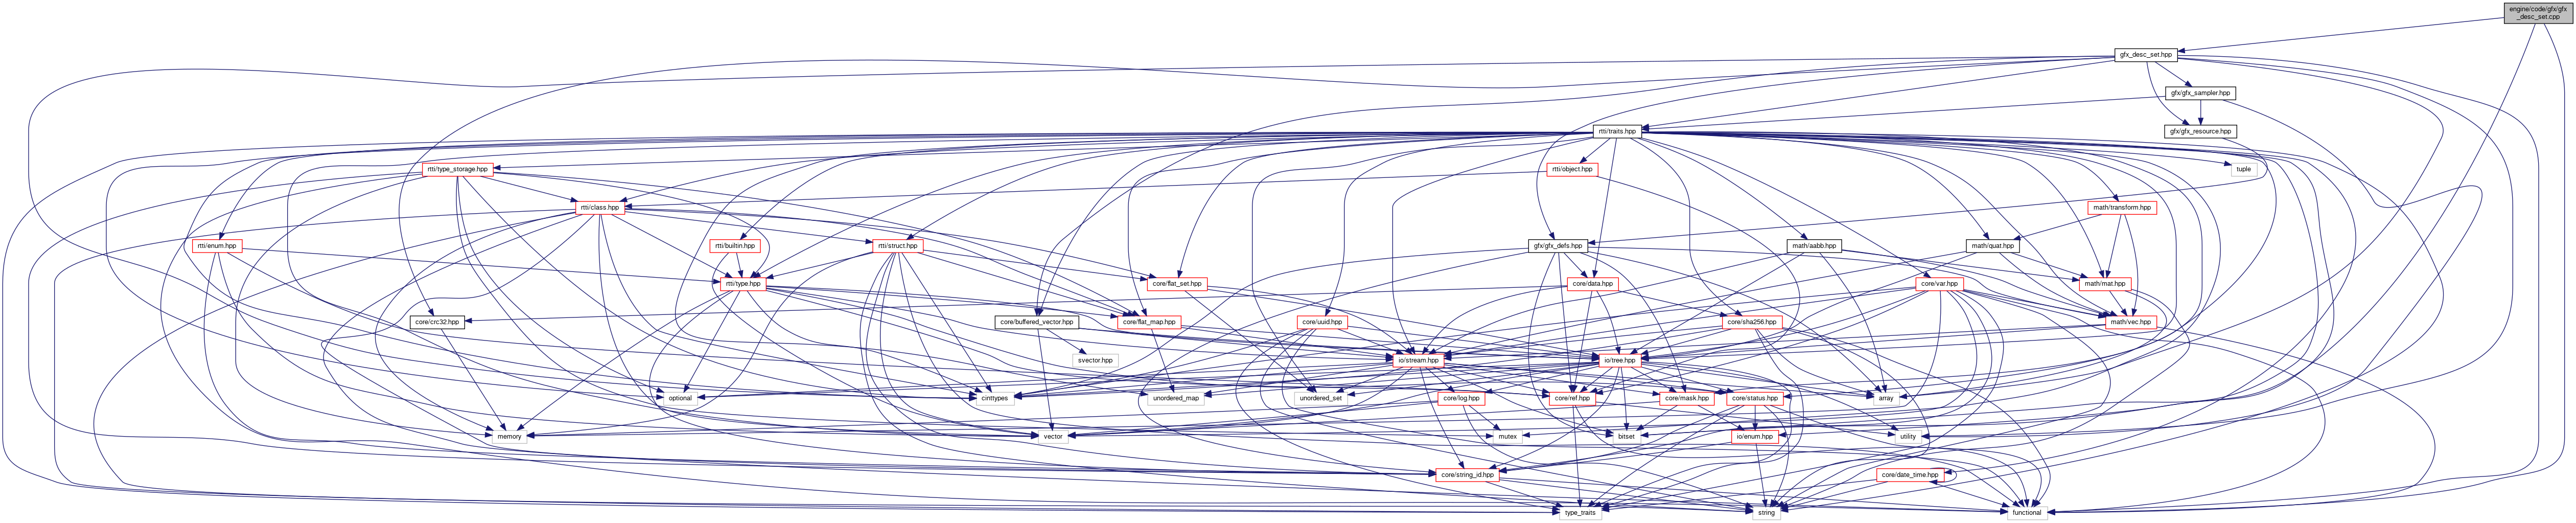 engine/code/gfx/gfx
_desc_set.cpp
gfx_desc_set.hpp
gfx/gfx_sampler.hpp
rtti/traits.hpp
gfx/gfx_resource.hpp
rtti/type_storage.hpp
rtti/object.hpp
tuple
rtti/class.hpp
math/transform.hpp
rtti/enum.hpp
rtti/builtin.hpp
rtti/struct.hpp
gfx/gfx_defs.hpp
math/aabb.hpp
math/quat.hpp
rtti/type.hpp
core/flat_set.hpp
core/data.hpp
core/var.hpp
math/mat.hpp
core/crc32.hpp
core/buffered_vector.hpp
core/flat_map.hpp
core/uuid.hpp
core/sha256.hpp
math/vec.hpp
svector.hpp
io/stream.hpp
io/tree.hpp
optional
cinttypes
unordered_map
unordered_set
core/log.hpp
core/ref.hpp
core/mask.hpp
core/status.hpp
array
memory
vector
mutex
bitset
io/enum.hpp
utility
core/string_id.hpp
core/date_time.hpp
type_traits
string
functional